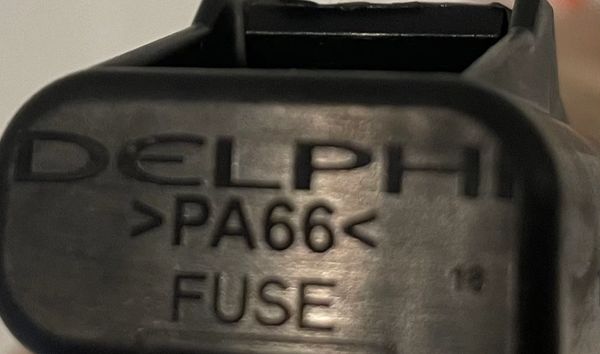 DELPHI
>PA66<
FUSE
18